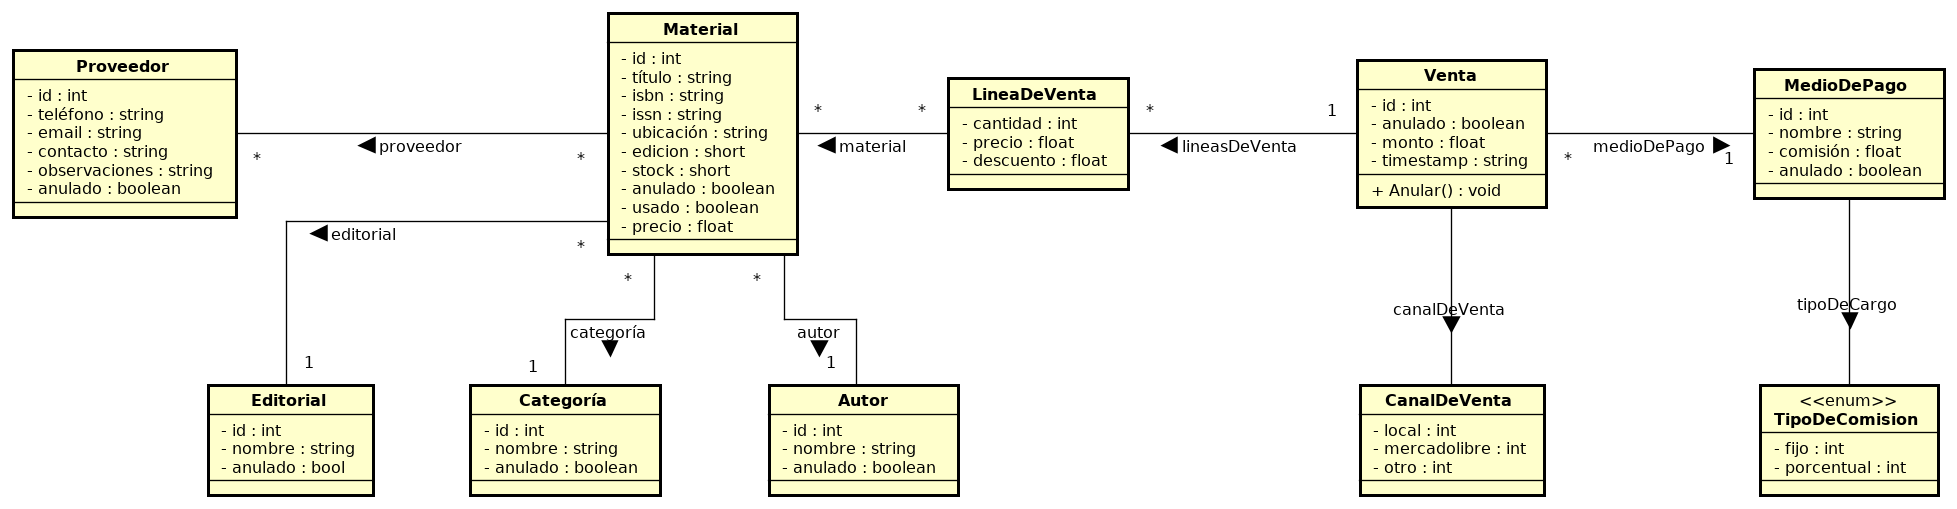 Proveedor
- id : int
- teléfono : string
- email : string
- contacto : string
- observaciones : string
- anulado : boolean
* proveedor *
Material
- id : int
- título : string
- isbn : string
- issn : string
- ubicación : string
- edicion : short
- stock : short
- anulado : boolean
- usado : boolean
- precio : float
* *
material
LineaDeVenta
- cantidad : int
- precio : float
- descuento : float
* 1
lineasDeVenta
Venta
- id : int
- anulado : boolean
- monto : float
- timestamp : string
+ Anular() : void
* medioDePago 1
MedioDePago
- id : int
- nombre : string
- comisión : float
- anulado : boolean
editorial *
1
* categoría
1
* autor
1
canalDeVenta
tipoDeCargo
Editorial
- id : int
- nombre : string
- anulado : bool
Categoría
- id : int
- nombre : string
- anulado : boolean
Autor
- id : int
- nombre : string
- anulado : boolean
CanalDeVenta
- local : int
- mercadolibre : int
- otro : int
<<enum>>
TipoDeComision
- fijo : int
- porcentual : int